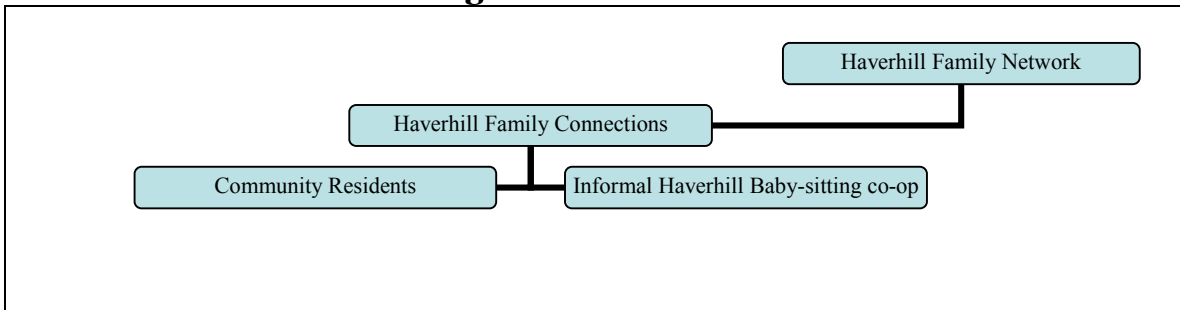 Haverhill Family Network
Haverhill Family Connections
Community Residents
Informal Haverhill Baby-sitting co-op